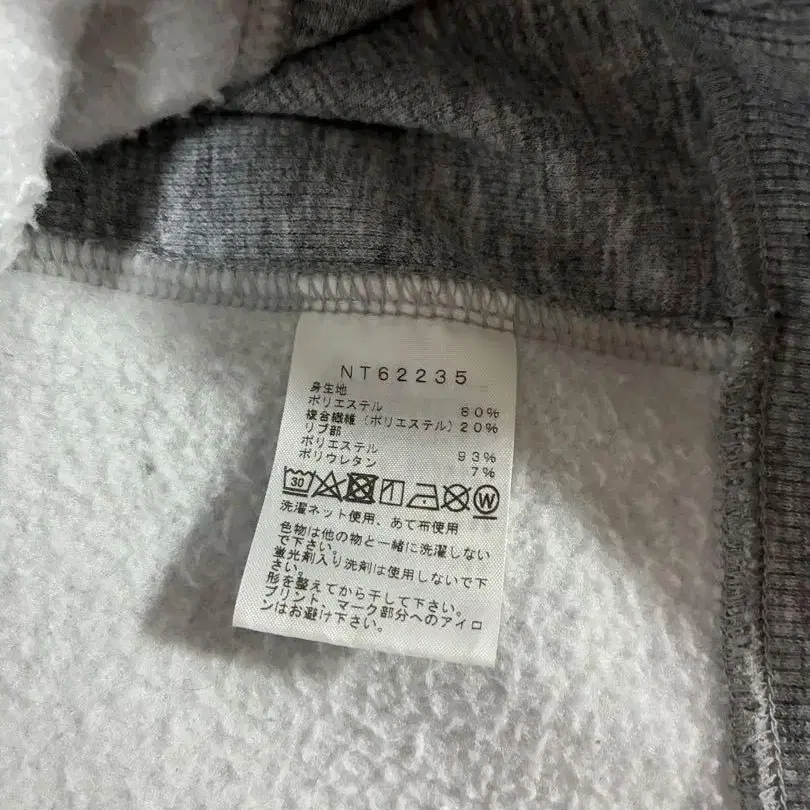 NT62235
身生地
ポリエステル 80%
複合繊維(ポリエステル)20%
リブ部
ポリエステル 93%
ポリウレタン 7%
30 W
洗濯ネット使用、あて布使用
色物は他の物と一緒に洗濯しない
で下さい。
蛍光剤入り洗剤は使用しないで下
さい。
形を整えてから干して下さい。
プリント、マーク部分へのアイロ
ンはお避け下さい。